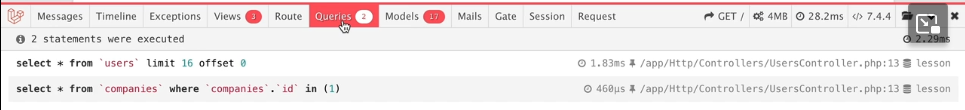 Messages Timeline Exceptions Views 3 Route Queries 2 Models 17 Mails Gate Session Request GET / 4MB 28.2ms 7.4.4
2 statements were executed 2.29ms
select * from `users` limit 16 offset 0 1.83ms /app/Http/Controllers/UsersController.php:13 lesson
select * from `companies` where `companies`.`id` in (1) 460μs /app/Http/Controllers/UsersController.php:13 lesson